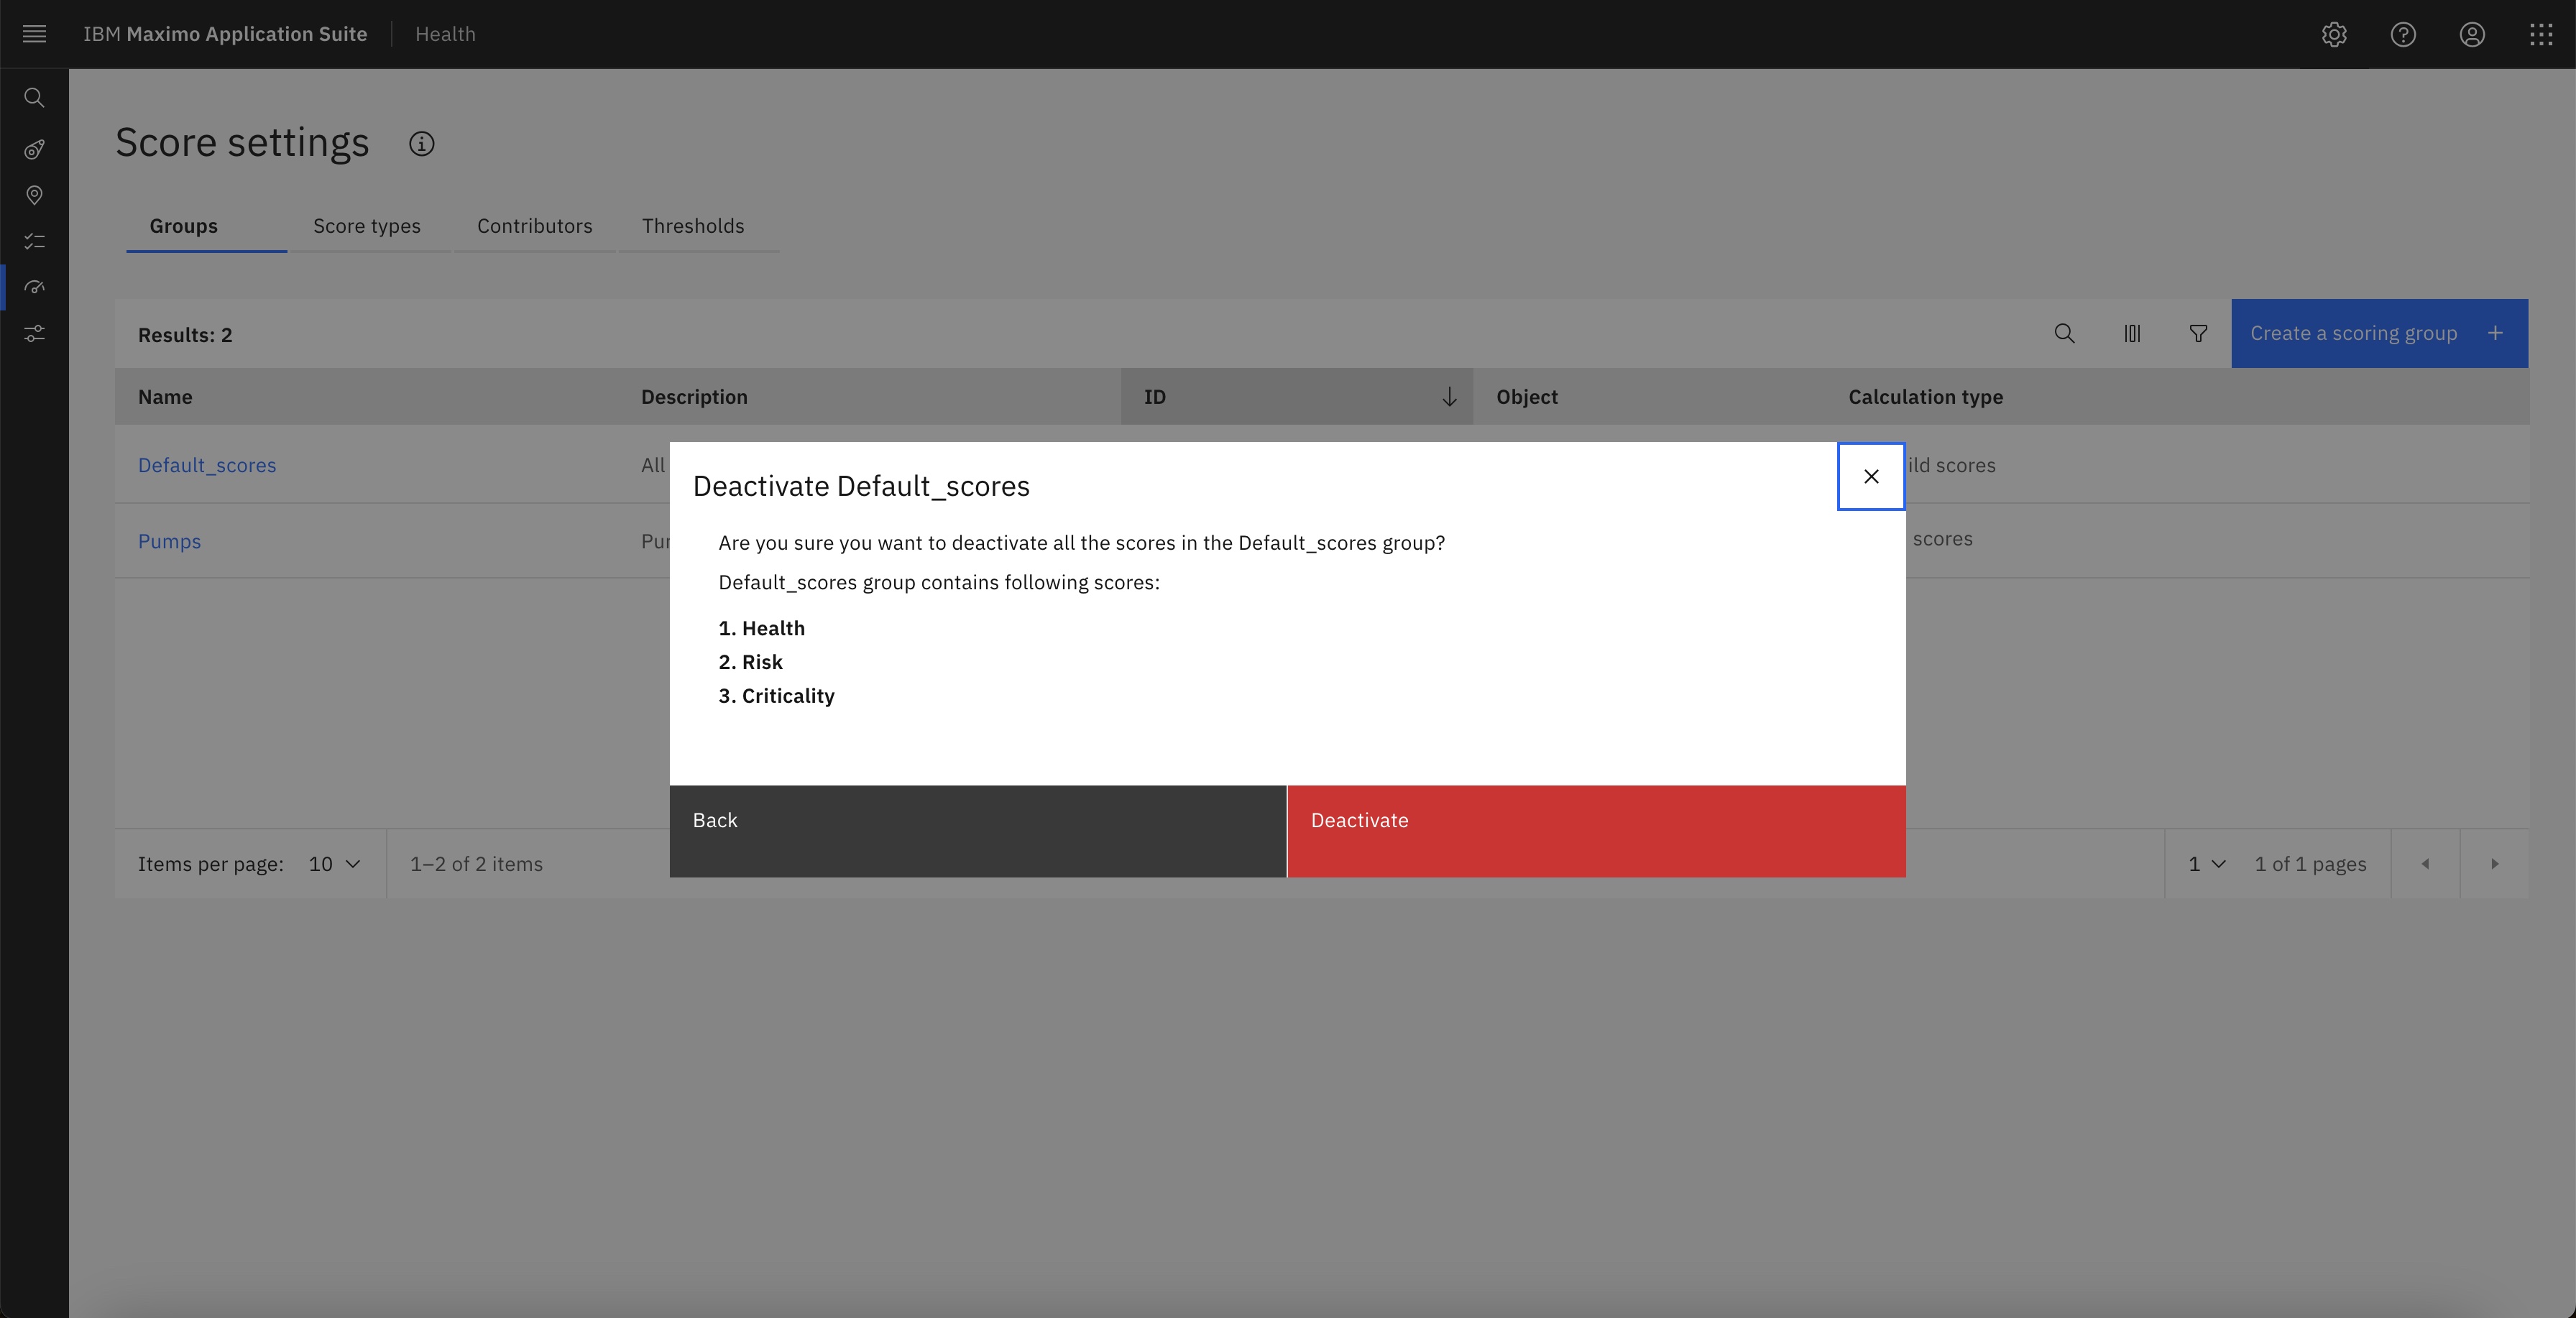 IBM Maximo Application Suite Health
Score settings
Groups Score types Contributors Thresholds
Results: 2
Create a scoring group
Name Description ID Object Calculation type
Default_scores All scores
Pumps scores
Deactivate Default_scores
Are you sure you want to deactivate all the scores in the Default_scores group?
Default_scores group contains following scores:
1. Health
2. Risk
3. Criticality
Back Deactivate
Items per page: 10 1–2 of 2 items 1 1 of 1 pages